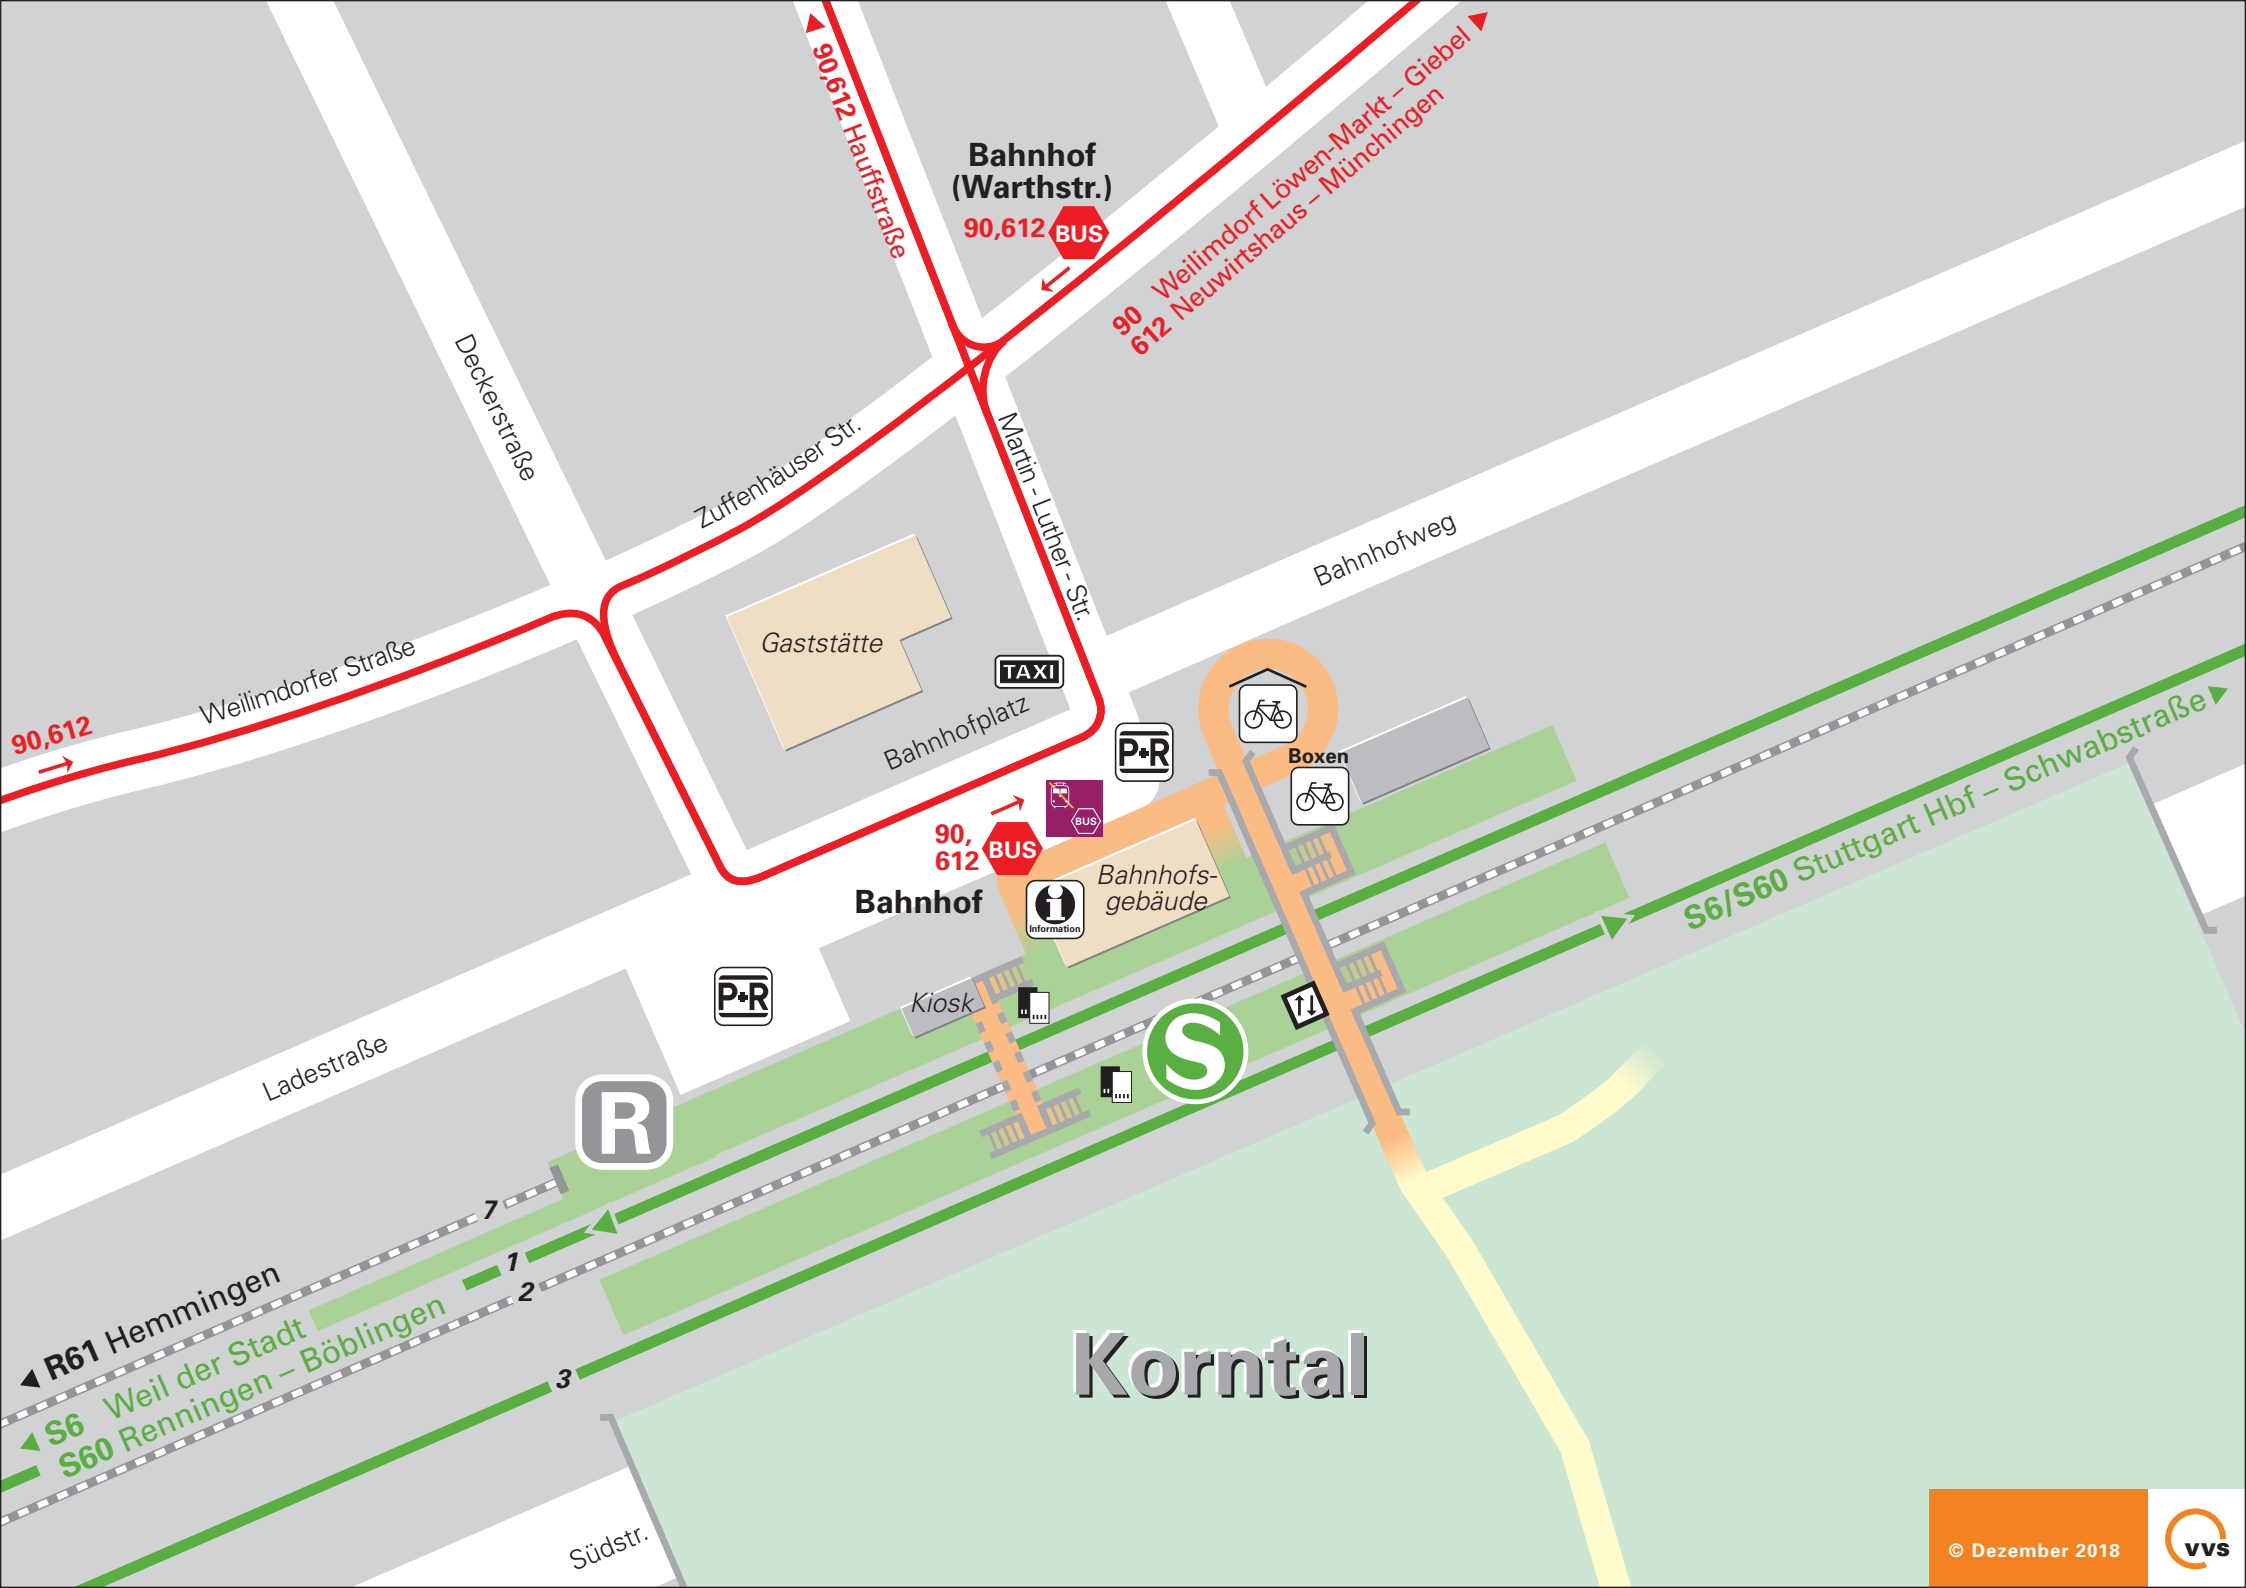 90,612 Hauffstraße
Bahnhof
(Warthstr.)
90,612
BUS
90 Weilimdorf Löwen-Markt – Giebel
612 Neuwirtshaus – Münchingen
Deckerstraße
Zuffenhäuser Str.
Martin - Luther - Str.
Bahnhofweg
Weilimdorfer Straße
90,612
Gaststätte
TAXI
Bahnhofplatz
P+R
Boxen
BUS
90,
612
BUS
Bahnhof
Information
Bahnhofs-
gebäude
Kiosk
P+R
Ladestraße
R
S
S6/S60 Stuttgart Hbf – Schwabstraße
7
1
2
3
R61 Hemmingen
S6 Weil der Stadt
S60 Renningen – Böblingen
Korntal
Südstr.
© Dezember 2018
vvs